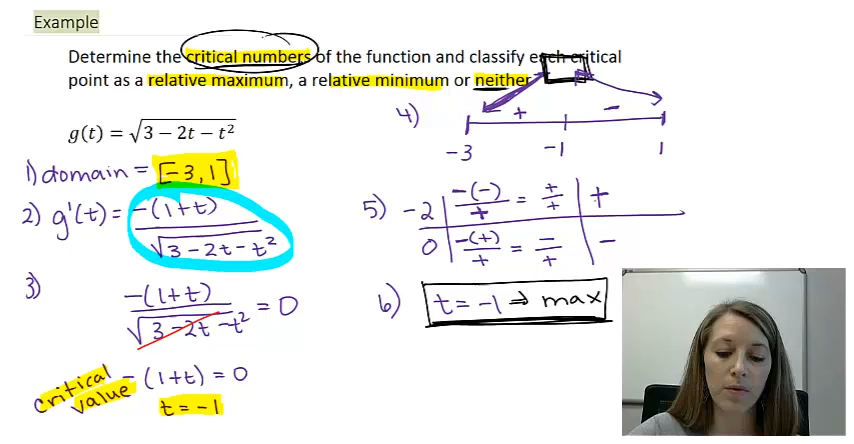 Example
Determine the critical numbers of the function and classify each critical
point as a relative maximum, a relative minimum or neither
g(t) = √3 − 2t − t²
1) domain = [-3, 1]
2) g'(t) = -(1+t)
√3 - 2t - t²
3)
-(1+t) = 0
√3 - 2t - t²
critical
value
-(1+t) = 0
t = -1
4)
+ -
-3 -1 1
5) -2 | -(-)/+ = +/+ | +
0 | -(+)/+ = -/+ | -
6) t = -1 ⇒ max